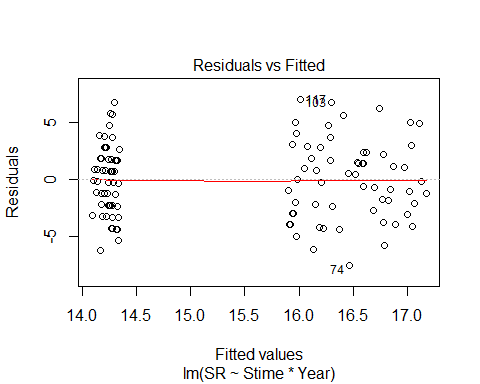 Residuals vs Fitted
Residuals
5
0
-5
103
74
14.0 14.5 15.0 15.5 16.0 16.5 17.0
Fitted values
lm(SR ~ Stime * Year)